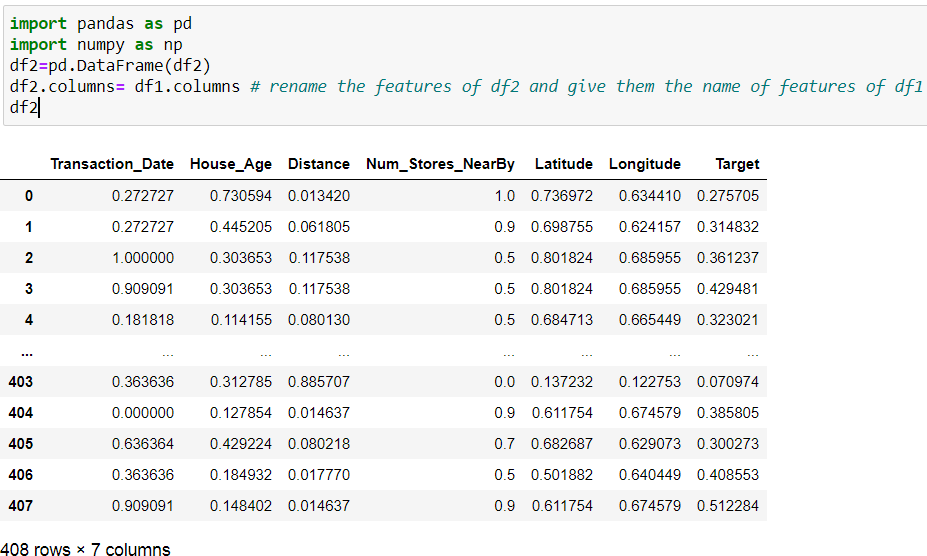 import pandas as pd
import numpy as np
df2=pd.DataFrame(df2)
df2.columns= df1.columns # rename the features of df2 and give them the name of features of df1
df2
Transaction_Date House_Age Distance Num_Stores_NearBy Latitude Longitude Target
0 0.272727 0.730594 0.013420 1.0 0.736972 0.634410 0.275705
1 0.272727 0.445205 0.061805 0.9 0.698755 0.624157 0.314832
2 1.000000 0.303653 0.117538 0.5 0.801824 0.685955 0.361237
3 0.909091 0.303653 0.117538 0.5 0.801824 0.685955 0.429481
4 0.181818 0.114155 0.080130 0.5 0.684713 0.665449 0.323021
... ... ... ... ... ... ... ...
403 0.363636 0.312785 0.885707 0.0 0.137232 0.122753 0.070974
404 0.000000 0.127854 0.014637 0.9 0.611754 0.674579 0.385805
405 0.636364 0.429224 0.080218 0.7 0.682687 0.629073 0.300273
406 0.363636 0.184932 0.017770 0.5 0.501882 0.640449 0.408553
407 0.909091 0.148402 0.014637 0.9 0.611754 0.674579 0.512284
408 rows × 7 columns